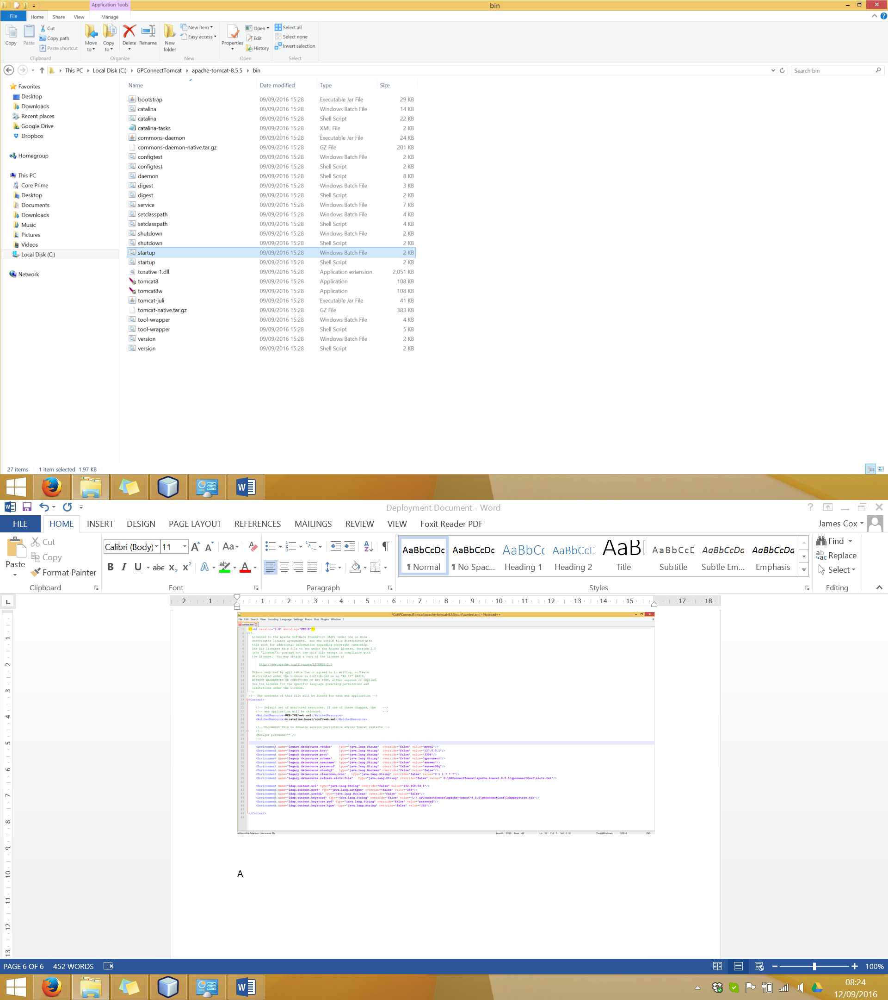 Application Tools
bin
File Home Share View Manage
Copy
Paste
Cut
Copy path
Paste shortcut
Clipboard
Move to
Copy to
Delete
Rename
Organize
New folder
New item
Easy access
New
Properties
Open
Edit
History
Open
Select all
Select none
Invert selection
Select
This PC Local Disk (C:) GPConnectTomcat apache-tomcat-8.5.5 bin
Search bin
Favorites
Desktop
Downloads
Recent places
Google Drive
Dropbox
Homegroup
This PC
Core Prime
Desktop
Documents
Downloads
Music
Pictures
Videos
Local Disk (C:)
Network
Name Date modified Type Size
bootstrap 09/09/2016 15:28 Executable Jar File 29 KB
catalina 09/09/2016 15:28 Windows Batch File 14 KB
catalina 09/09/2016 15:28 Shell Script 22 KB
catalina-tasks 09/09/2016 15:28 XML File 2 KB
commons-daemon 09/09/2016 15:28 Executable Jar File 24 KB
commons-daemon-native.tar.gz 09/09/2016 15:28 GZ File 201 KB
configtest 09/09/2016 15:28 Windows Batch File 2 KB
configtest 09/09/2016 15:28 Shell Script 2 KB
daemon 09/09/2016 15:28 Shell Script 8 KB
digest 09/09/2016 15:28 Windows Batch File 3 KB
digest 09/09/2016 15:28 Shell Script 2 KB
service 09/09/2016 15:28 Windows Batch File 7 KB
setclasspath 09/09/2016 15:28 Windows Batch File 4 KB
setclasspath 09/09/2016 15:28 Shell Script 4 KB
shutdown 09/09/2016 15:28 Windows Batch File 2 KB
shutdown 09/09/2016 15:28 Shell Script 2 KB
startup 09/09/2016 15:28 Windows Batch File 2 KB
startup 09/09/2016 15:28 Shell Script 2 KB
tcnative-1.dll 09/09/2016 15:28 Application extension 2,051 KB
tomcat8 09/09/2016 15:28 Application 108 KB
tomcat8w 09/09/2016 15:28 Application 108 KB
tomcat-juli 09/09/2016 15:28 Executable Jar File 41 KB
tomcat-native.tar.gz 09/09/2016 15:28 GZ File 383 KB
tool-wrapper 09/09/2016 15:28 Windows Batch File 4 KB
tool-wrapper 09/09/2016 15:28 Shell Script 5 KB
version 09/09/2016 15:28 Windows Batch File 2 KB
version 09/09/2016 15:28 Shell Script 2 KB
27 items 1 item selected 1.97 KB
Deployment Document - Word
FILE HOME INSERT DESIGN PAGE LAYOUT REFERENCES MAILINGS REVIEW VIEW Foxit Reader PDF James Cox
Paste
Cut
Copy
Format Painter
Clipboard
Calibri (Body) 11
Font
Paragraph
AaBbCcDc AaBbCcDc AaBbCc AaBbCcD AaBl AaBbCcD AaBbCcDa AaBbCcDa
¶ Normal ¶ No Spac... Heading 1 Heading 2 Title Subtitle Subtle Em... Emphasis
Styles
Find
Replace
Select
Editing
2 1 1 2 3 4 5 6 7 8 9 10 11 12 13 14 15 17 18
*C:\GPConnectTomcat\apache-tomcat-8.5.5\conf\context.xml - Notepad++
File Edit Search View Encoding Language Settings Macro Run Plugins Window ? X
context.xml
<?xml version="1.0" encoding="UTF-8"?>
<!--
Licensed to the Apache Software Foundation (ASF) under one or more
contributor license agreements. See the NOTICE file distributed with
this work for additional information regarding copyright ownership.
The ASF licenses this file to You under the Apache License, Version 2.0
(the "License"); you may not use this file except in compliance with
the License. You may obtain a copy of the License at
http://www.apache.org/licenses/LICENSE-2.0
Unless required by applicable law or agreed to in writing, software
distributed under the License is distributed on an "AS IS" BASIS,
WITHOUT WARRANTIES OR CONDITIONS OF ANY KIND, either express or implied.
See the License for the specific language governing permissions and
limitations under the License.
-->
<!-- The contents of this file will be loaded for each web application -->
<Context>
<!-- Default set of monitored resources. If one of these changes, the -->
<!-- web application will be reloaded. -->
<WatchedResource>WEB-INF/web.xml</WatchedResource>
<WatchedResource>${catalina.base}/conf/web.xml</WatchedResource>
<!-- Uncomment this to disable session persistence across Tomcat restarts -->
<!--
<Manager pathname="" />
-->
<Environment name="legacy.datasource.vendor" type="java.lang.String" override="false" value="mysql"/>
<Environment name="legacy.datasource.host" type="java.lang.String" override="false" value="127.0.0.1"/>
<Environment name="legacy.datasource.port" type="java.lang.String" override="false" value="3306"/>
<Environment name="legacy.datasource.schema" type="java.lang.String" override="false" value="gpconnect"/>
<Environment name="legacy.datasource.username" type="java.lang.String" override="false" value="answer"/>
<Environment name="legacy.datasource.password" type="java.lang.String" override="false" value="answer99q"/>
<Environment name="legacy.datasource.showSql" type="java.lang.Boolean" override="false" value="false"/>
<Environment name="legacy.datasource.cleardown.cron" type="java.lang.String" override="false" value="0 1 1 * * ?"/>
<Environment name="legacy.datasource.refresh.slots.file" type="java.lang.String" override="false" value=" C:\GPConnectTomcat\apache-tomcat-8.5.5\gpconnectConf\slots.txt"/>
<Environment name="ldap.context.url" type="java.lang.String" override="false" value="192.168.54.6"/>
<Environment name="ldap.context.port" type="java.lang.Integer" override="false" value="389"/>
<Environment name="ldap.context.useSSL" type="java.lang.Boolean" override="false" value="false"/>
<Environment name="ldap.context.keystore" type="java.lang.String" override="false" value="C:\ GPConnectTomcat\apache-tomcat-8.5.5\gpconnectConf\ldapKeystore.jks"/>
<Environment name="ldap.context.keystore.pwd" type="java.lang.String" override="false" value="password"/>
<Environment name="ldap.context.keystore.type" type="java.lang.String" override="false" value="JKS"/>
</Context>
eXtensible Markup Language file length : 3099 lines : 49 Ln : 30 Col : 5 Sel : 0 | 0 Dos\Windows UTF-8 INS
A
PAGE 6 OF 6 452 WORDS 100%
08:24
12/09/2016